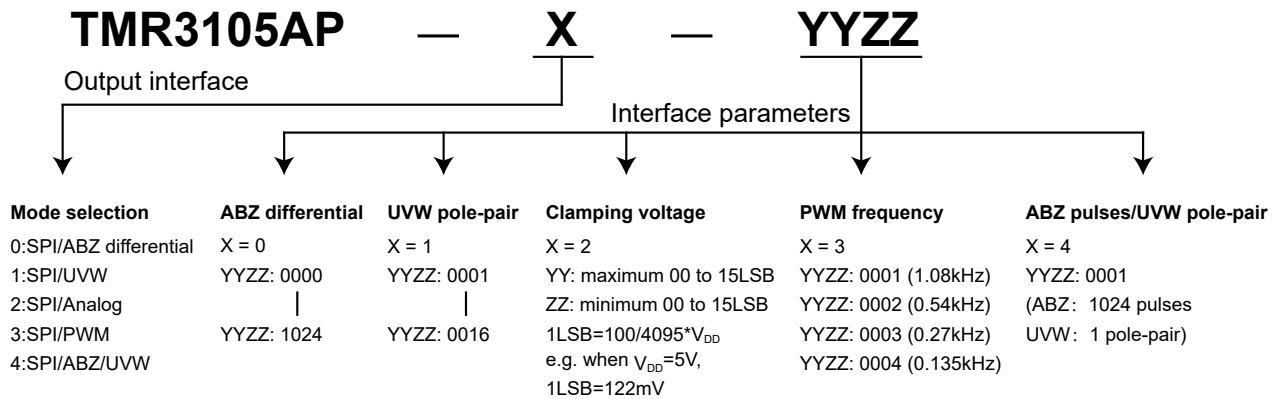 TMR3105AP — X — YYZZ
Output interface
Interface parameters
Mode selection
0:SPI/ABZ differential
1:SPI/UVW
2:SPI/Analog
3:SPI/PWM
4:SPI/ABZ/UVW
ABZ differential
X = 0
YYZZ: 0000
|
YYZZ: 1024
UVW pole-pair
X = 1
YYZZ: 0001
|
YYZZ: 0016
Clamping voltage
X = 2
YY: maximum 00 to 15LSB
ZZ: minimum 00 to 15LSB
1LSB=100/4095*VDD
e.g. when VDD=5V,
1LSB=122mV
PWM frequency
X = 3
YYZZ: 0001 (1.08kHz)
YYZZ: 0002 (0.54kHz)
YYZZ: 0003 (0.27kHz)
YYZZ: 0004 (0.135kHz)
ABZ pulses/UVW pole-pair
X = 4
YYZZ: 0001
(ABZ: 1024 pulses
UVW: 1 pole-pair)